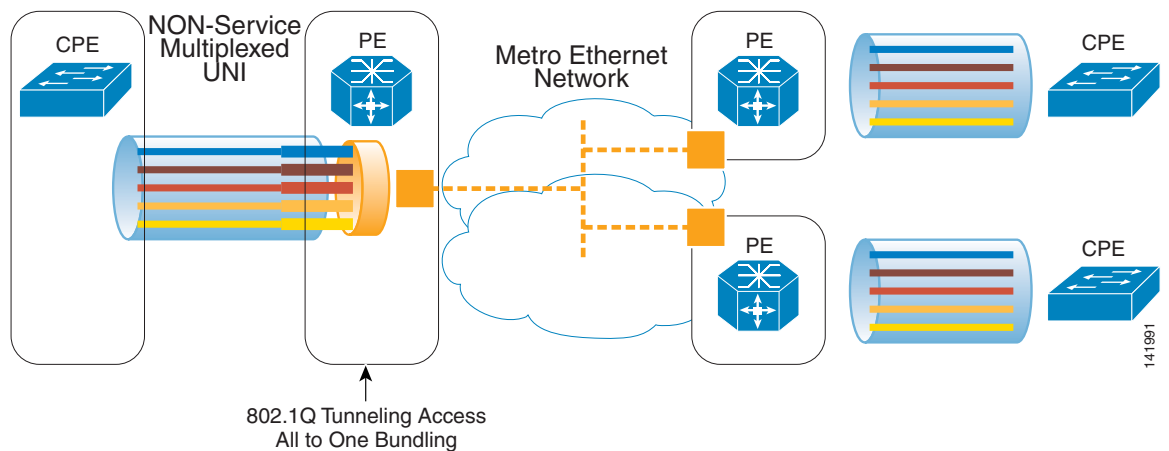 CPE
NON-Service
Multiplexed
UNI
PE
Metro Ethernet
Network
PE
CPE
PE
CPE
141991
802.1Q Tunneling Access
All to One Bundling